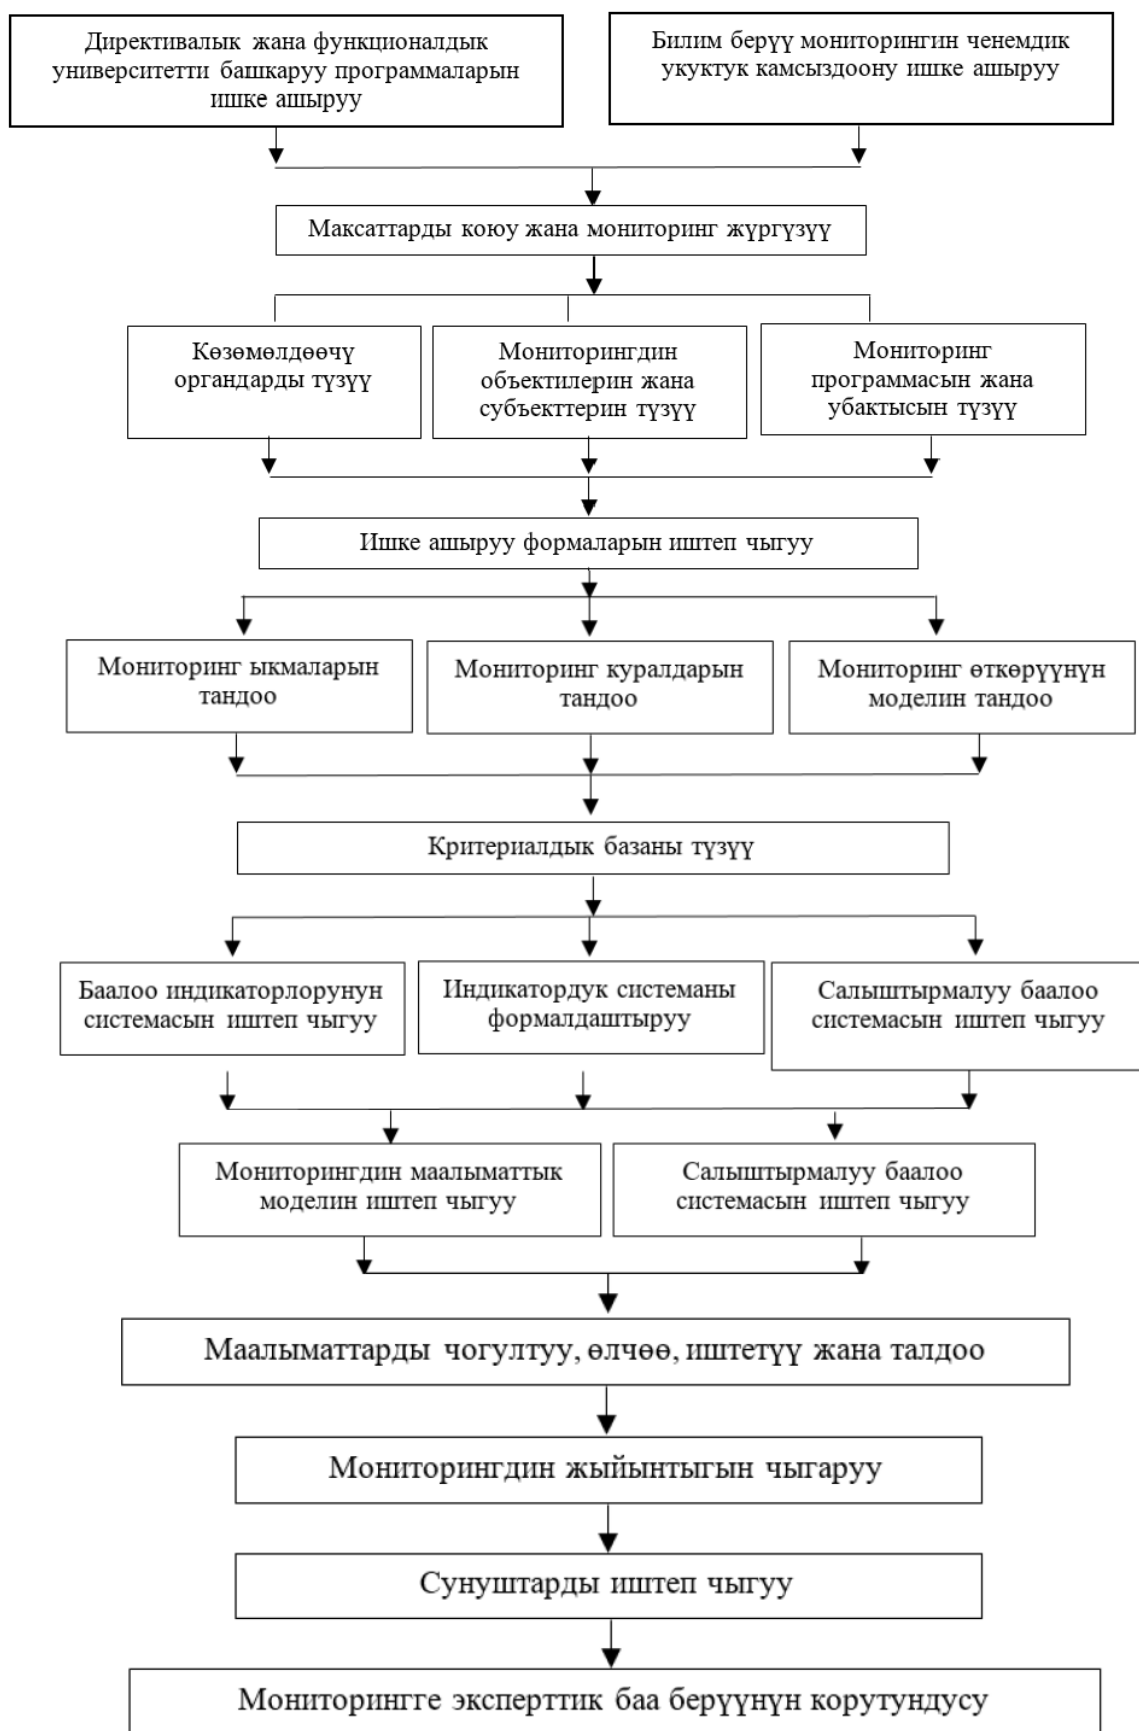 Директивалык жана функционалдык
университетти башкаруу программаларын
ишке ашыруу
Билим берүү мониторингин ченемдик
укуктук камсыздоону ишке ашыруу
Максаттарды коюу жана мониторинг жүргүзүү
Көзөмөлдөөчү
органдарды түзүү
Мониторингдин
объектилерин жана
субъекттерин түзүү
Мониторинг
программасын жана
убактысын түзүү
Ишке ашыруу формаларын иштеп чыгуу
Мониторинг ыкмаларын
тандоо
Мониторинг куралдарын
тандоо
Мониторинг өткөрүүнүн
моделин тандоо
Критериалдык базаны түзүү
Баалоо индикаторлорунун
системасын иштеп чыгуу
Индикатордук системаны
формалдаштыруу
Салыштырмалуу баалоо
системасын иштеп чыгуу
Мониторингдин маалыматтык
моделин иштеп чыгуу
Салыштырмалуу баалоо
системасын иштеп чыгуу
Маалыматтарды чогултуу, өлчөө, иштетүү жана талдоо
Мониторингдин жыйынтыгын чыгаруу
Сунуштарды иштеп чыгуу
Мониторингге эксперттик баа берүүнүн корутундусу